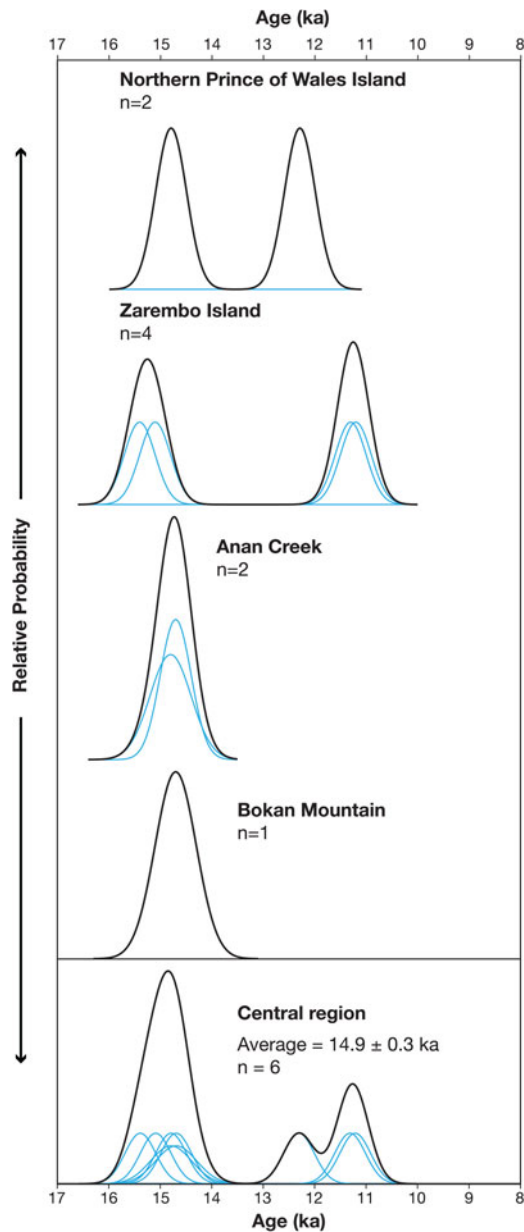 Age (ka)
17 16 15 14 13 12 11 10 9 8
Northern Prince of Wales Island
n=2
Zarembo Island
n=4
Anan Creek
n=2
Relative Probability
Bokan Mountain
n=1
Central region
Average = 14.9 ± 0.3 ka
n = 6
17 16 15 14 13 12 11 10 9 8
Age (ka)